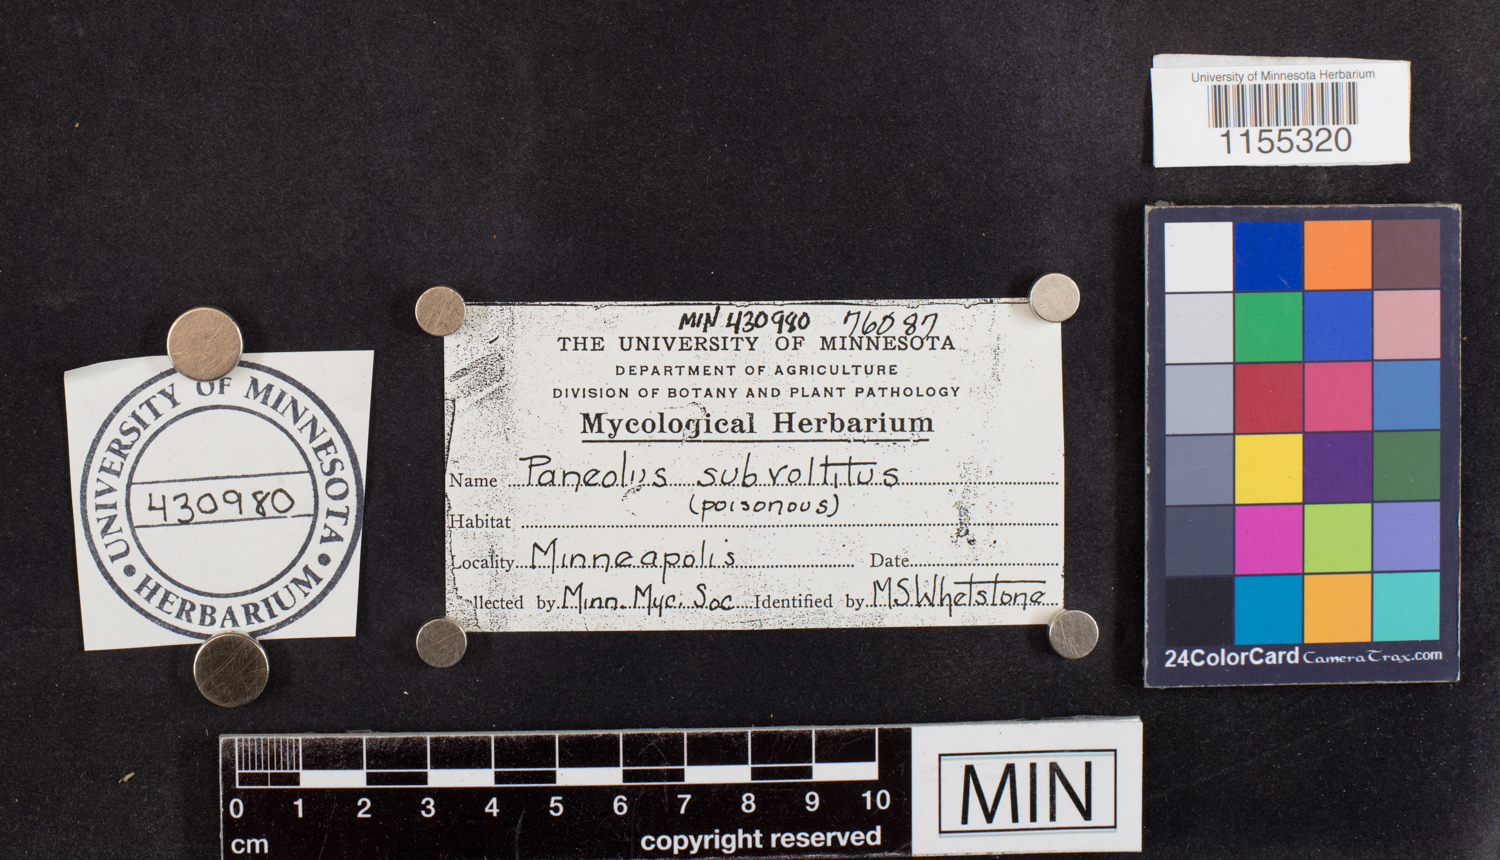 University of Minnesota Herbarium
1155320
MIN 430980 76087
THE UNIVERSITY OF MINNESOTA
DEPARTMENT OF AGRICULTURE
DIVISION OF BOTANY AND PLANT PATHOLOGY
Mycological Herbarium
Name Paneolus subvoltitus
(poisonous)
Habitat
Locality Minneapolis Date
llected by Minn. Myc. Soc Identified by M S Whetstone
UNIVERSITY OF MINNESOTA
430980
• HERBARIUM •
24ColorCard CameraTrax.com
0 1 2 3 4 5 6 7 8 9 10
cm
copyright reserved
MIN